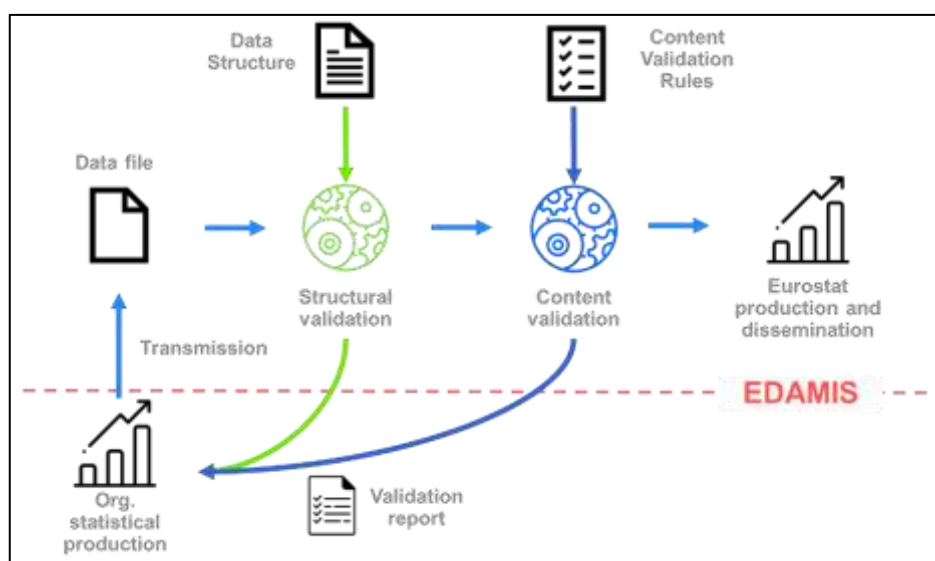 Data
Structure
Content
Validation
Rules
Data file
Structural
validation
Content
validation
Eurostat
production and
dissemination
Transmission
EDAMIS
Org.
statistical
production
Validation
report